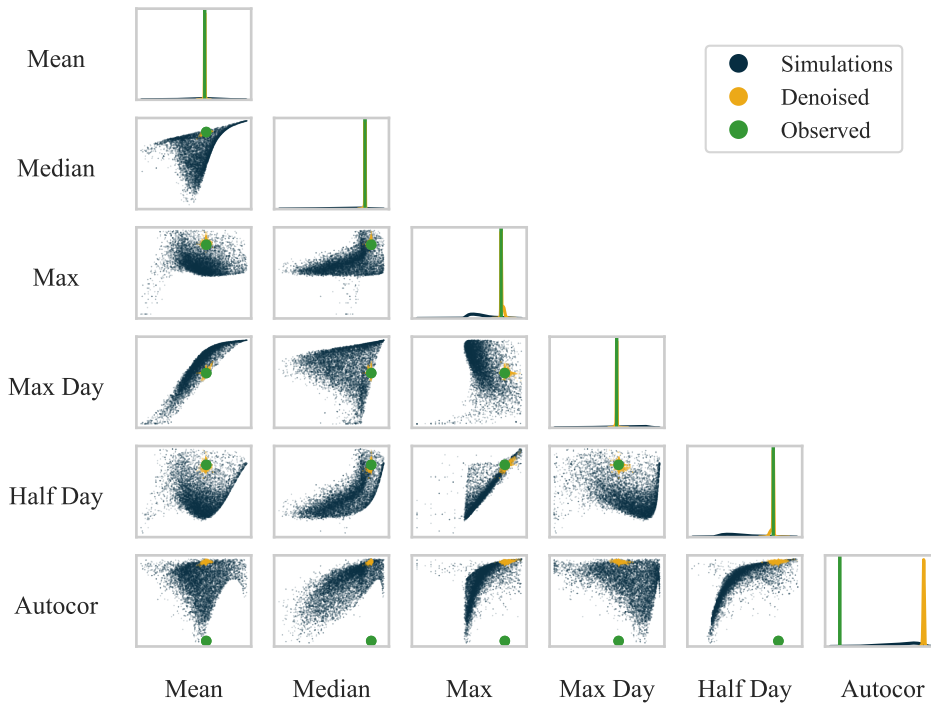 Mean
Simulations
Denoised
Observed
Median
Max
Max Day
Half Day
Autocor
Mean Median Max Max Day Half Day Autocor